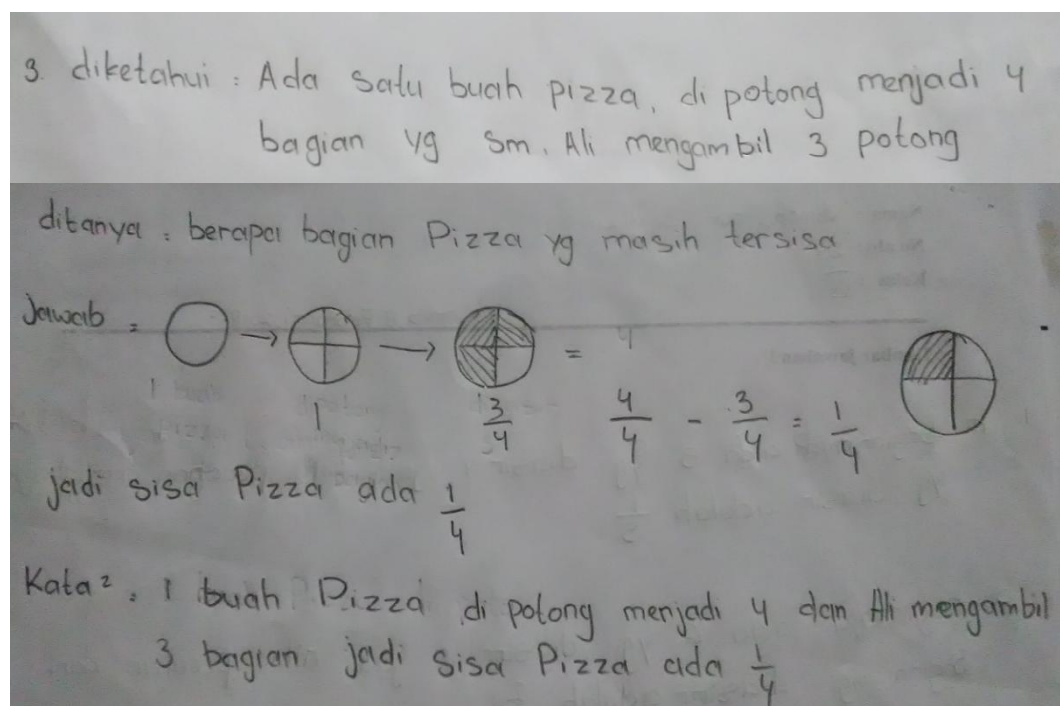 3. diketahui : Ada satu buah pizza, di potong menjadi 4
bagian yg sm. Ali mengambil 3 potong
ditanya : berapa bagian Pizza yg masih tersisa
Jawab = → → =
1 3/4 4/4 - 3/4 = 1/4
jadi sisa Pizza ada 1/4
Kata² : 1 buah Pizza di potong menjadi 4 dan Ali mengambil
3 bagian jadi sisa Pizza ada 1/4